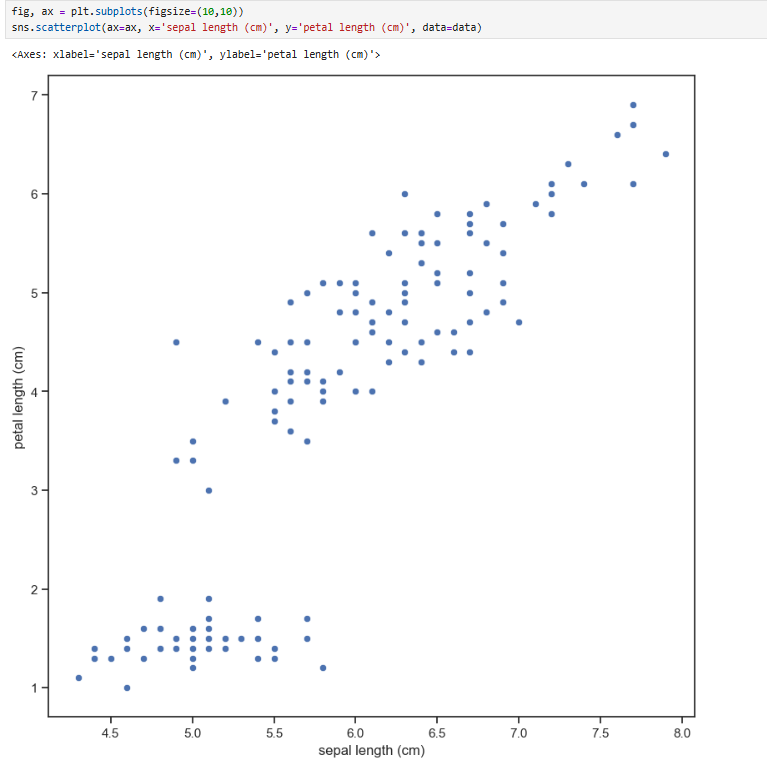 fig, ax = plt.subplots(figsize=(10,10))
sns.scatterplot(ax=ax, x='sepal length (cm)', y='petal length (cm)', data=data)
<Axes: xlabel='sepal length (cm)', ylabel='petal length (cm)'>
7
6
5
4
3
2
1
petal length (cm)
4.5 5.0 5.5 6.0 6.5 7.0 7.5 8.0
sepal length (cm)